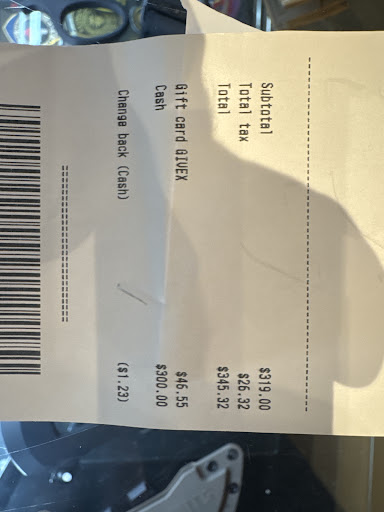 Subtotal $319.00
Total tax $26.32
Total $345.32
Gift card GIVEX $46.55
Cash $300.00
Change back (Cash) ($1.23)